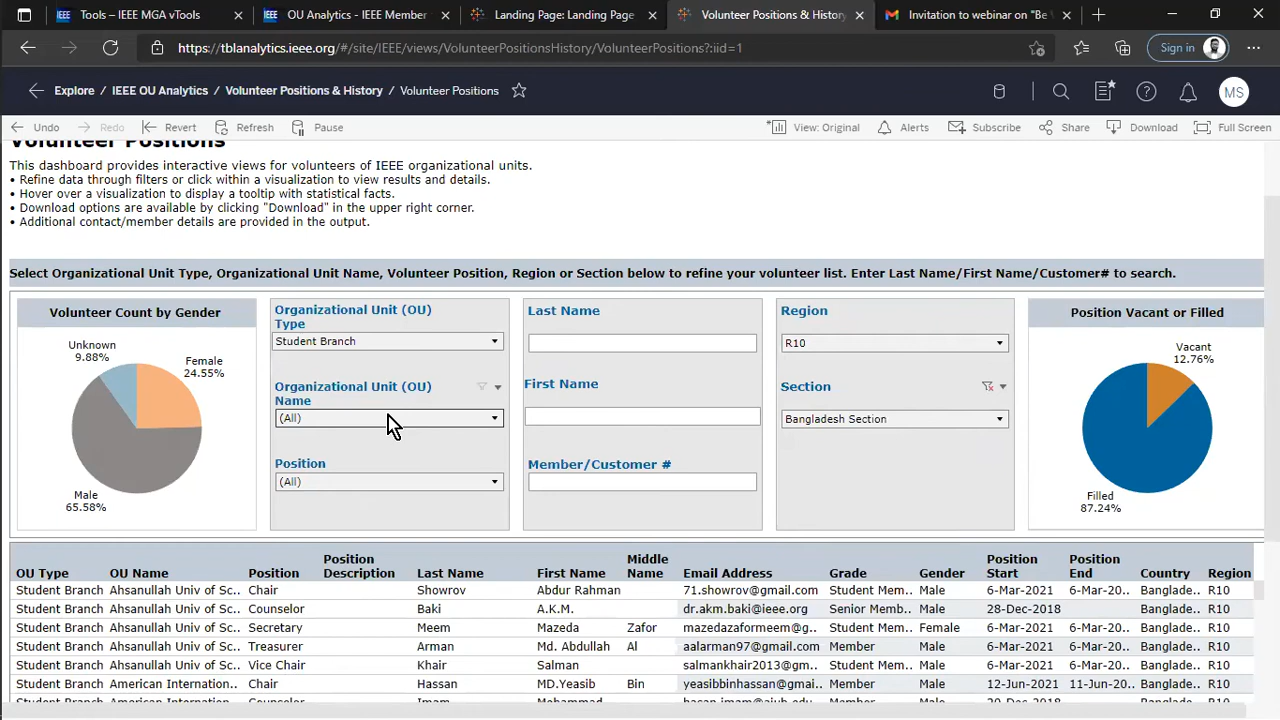 Tools – IEEE MGA vTools
OU Analytics - IEEE Member
Landing Page: Landing Page
Volunteer Positions & History
Invitation to webinar on "Be
https://tblanalytics.ieee.org/#/site/IEEE/views/VolunteerPositionsHistory/VolunteerPositions?:iid=1
Sign in
Explore / IEEE OU Analytics / Volunteer Positions & History / Volunteer Positions
MS
Undo Redo Revert Refresh Pause View: Original Alerts Subscribe Share Download Full Screen
Volunteer Positions
This dashboard provides interactive views for volunteers of IEEE organizational units.
• Refine data through filters or click within a visualization to view results and details.
• Hover over a visualization to display a tooltip with statistical facts.
• Download options are available by clicking "Download" in the upper right corner.
• Additional contact/member details are provided in the output.
Select Organizational Unit Type, Organizational Unit Name, Volunteer Position, Region or Section below to refine your volunteer list. Enter Last Name/First Name/Customer# to search.
Volunteer Count by Gender
Unknown
9.88%
Female
24.55%
Male
65.58%
Organizational Unit (OU)
Type
Student Branch
Organizational Unit (OU)
Name
(All)
Position
(All)
Last Name
First Name
Member/Customer #
Region
R10
Section
Bangladesh Section
Position Vacant or Filled
Vacant
12.76%
Filled
87.24%
OU Type OU Name Position Position Description Last Name First Name Middle Name Email Address Grade Gender Position Start Position End Country Region
Student Branch Ahsanullah Univ of Sc.. Chair Showrov Abdur Rahman 71.showrov@gmail.com Student Mem.. Male 6-Mar-2021 6-Mar-20.. Banglade.. R10
Student Branch Ahsanullah Univ of Sc.. Counselor Baki A.K.M. dr.akm.baki@ieee.org Senior Memb.. Male 28-Dec-2018 Banglade.. R10
Student Branch Ahsanullah Univ of Sc.. Secretary Meem Mazeda Zafor mazedazaformeem@g.. Student Mem.. Female 6-Mar-2021 6-Mar-20.. Banglade.. R10
Student Branch Ahsanullah Univ of Sc.. Treasurer Arman Md. Abdullah Al aalarman97@gmail.com Member Male 6-Mar-2021 6-Mar-20.. Banglade.. R10
Student Branch Ahsanullah Univ of Sc.. Vice Chair Khair Salman salmankhair2013@gm.. Student Mem.. Male 6-Mar-2021 6-Mar-20.. Banglade.. R10
Student Branch American Internation.. Chair Hassan MD.Yeasib Bin yeasibbinhassan@gmai.. Member Male 12-Jun-2021 11-Jun-20.. Banglade.. R10